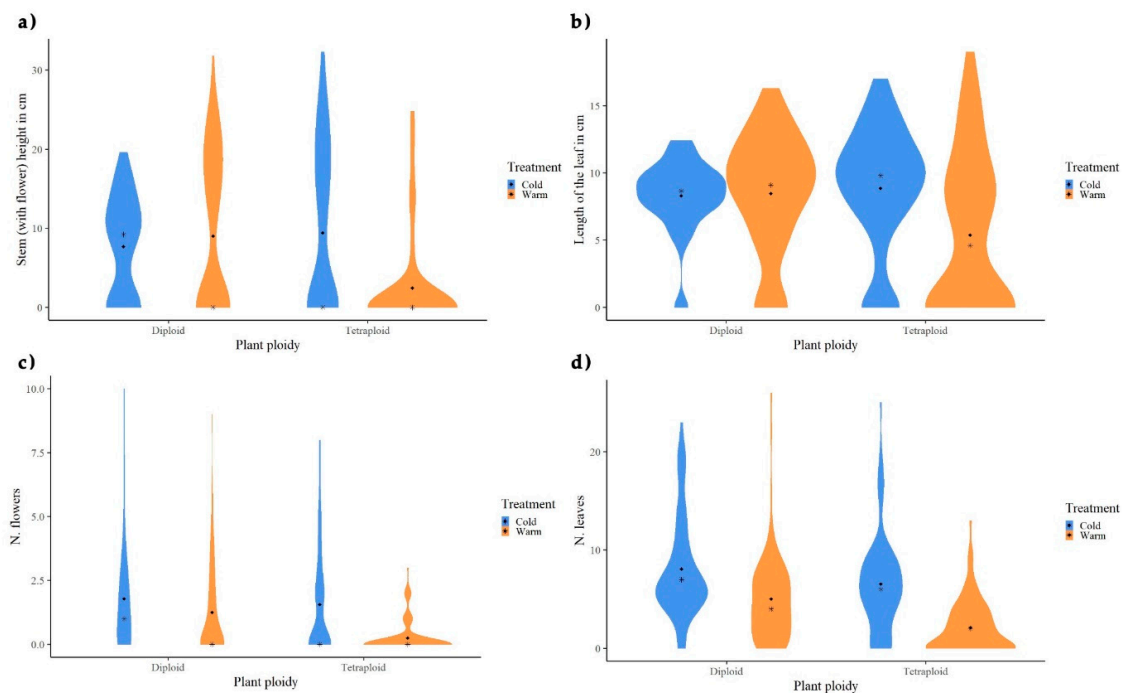 a)
Stem (with flower) height in cm
30
20
10
0
Diploid
Tetraploid
Plant ploidy
Treatment
Cold
Warm
b)
Length of the leaf in cm
15
10
5
0
Diploid
Tetraploid
Plant ploidy
Treatment
Cold
Warm
c)
N. flowers
10.0
7.5
5.0
2.5
0.0
Diploid
Tetraploid
Plant ploidy
Treatment
Cold
Warm
d)
N. leaves
20
10
0
Diploid
Tetraploid
Plant ploidy
Treatment
Cold
Warm